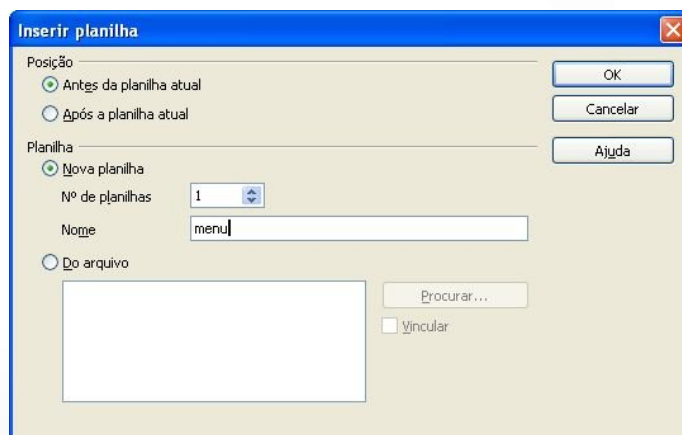 Inserir planilha
Posição
Antes da planilha atual
Após a planilha atual
OK
Cancelar
Ajuda
Planilha
Nova planilha
Nº de planilhas 1
Nome menu
Do arquivo
Procurar...
Vincular